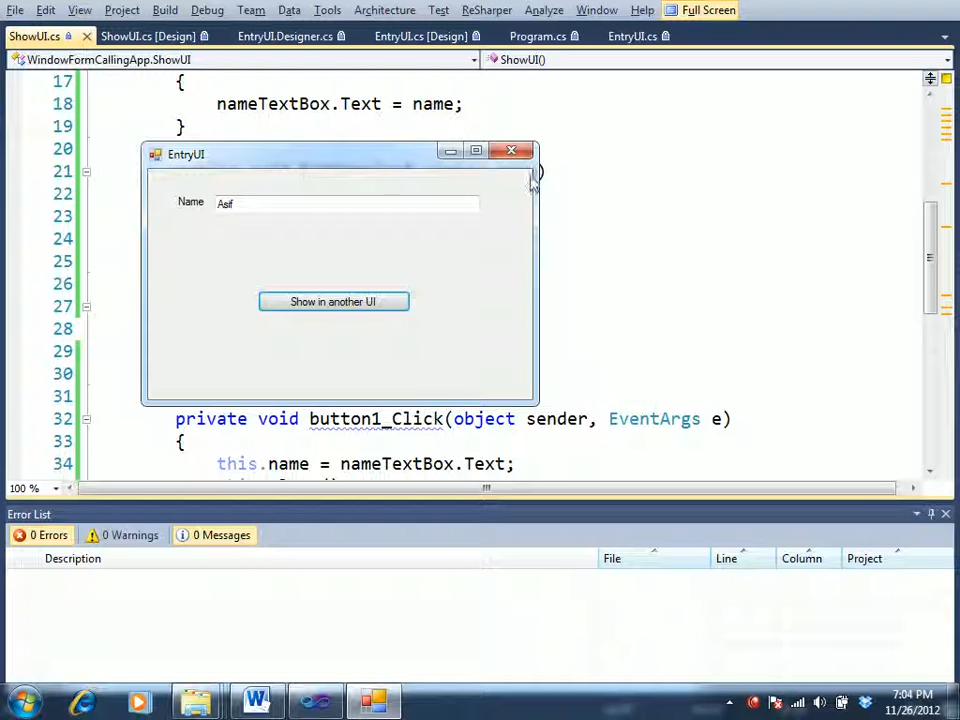 File Edit View Project Build Debug Team Data Tools Architecture Test ReSharper Analyze Window Help Full Screen
ShowUI.cs ShowUI.cs [Design] EntryUI.Designer.cs EntryUI.cs [Design] Program.cs EntryUI.cs
WindowFormCallingApp.ShowUI ShowUI()
17 {
18 nameTextBox.Text = name;
19 }
20
21 )
22
23
24
25
26
27
28
29
30
31
EntryUI
Name Asif
Show in another UI
32 private void button1_Click(object sender, EventArgs e)
33 {
34 this.name = nameTextBox.Text;
100 %
Error List
0 Errors 0 Warnings 0 Messages
Description File Line Column Project
7:04 PM
11/26/2012